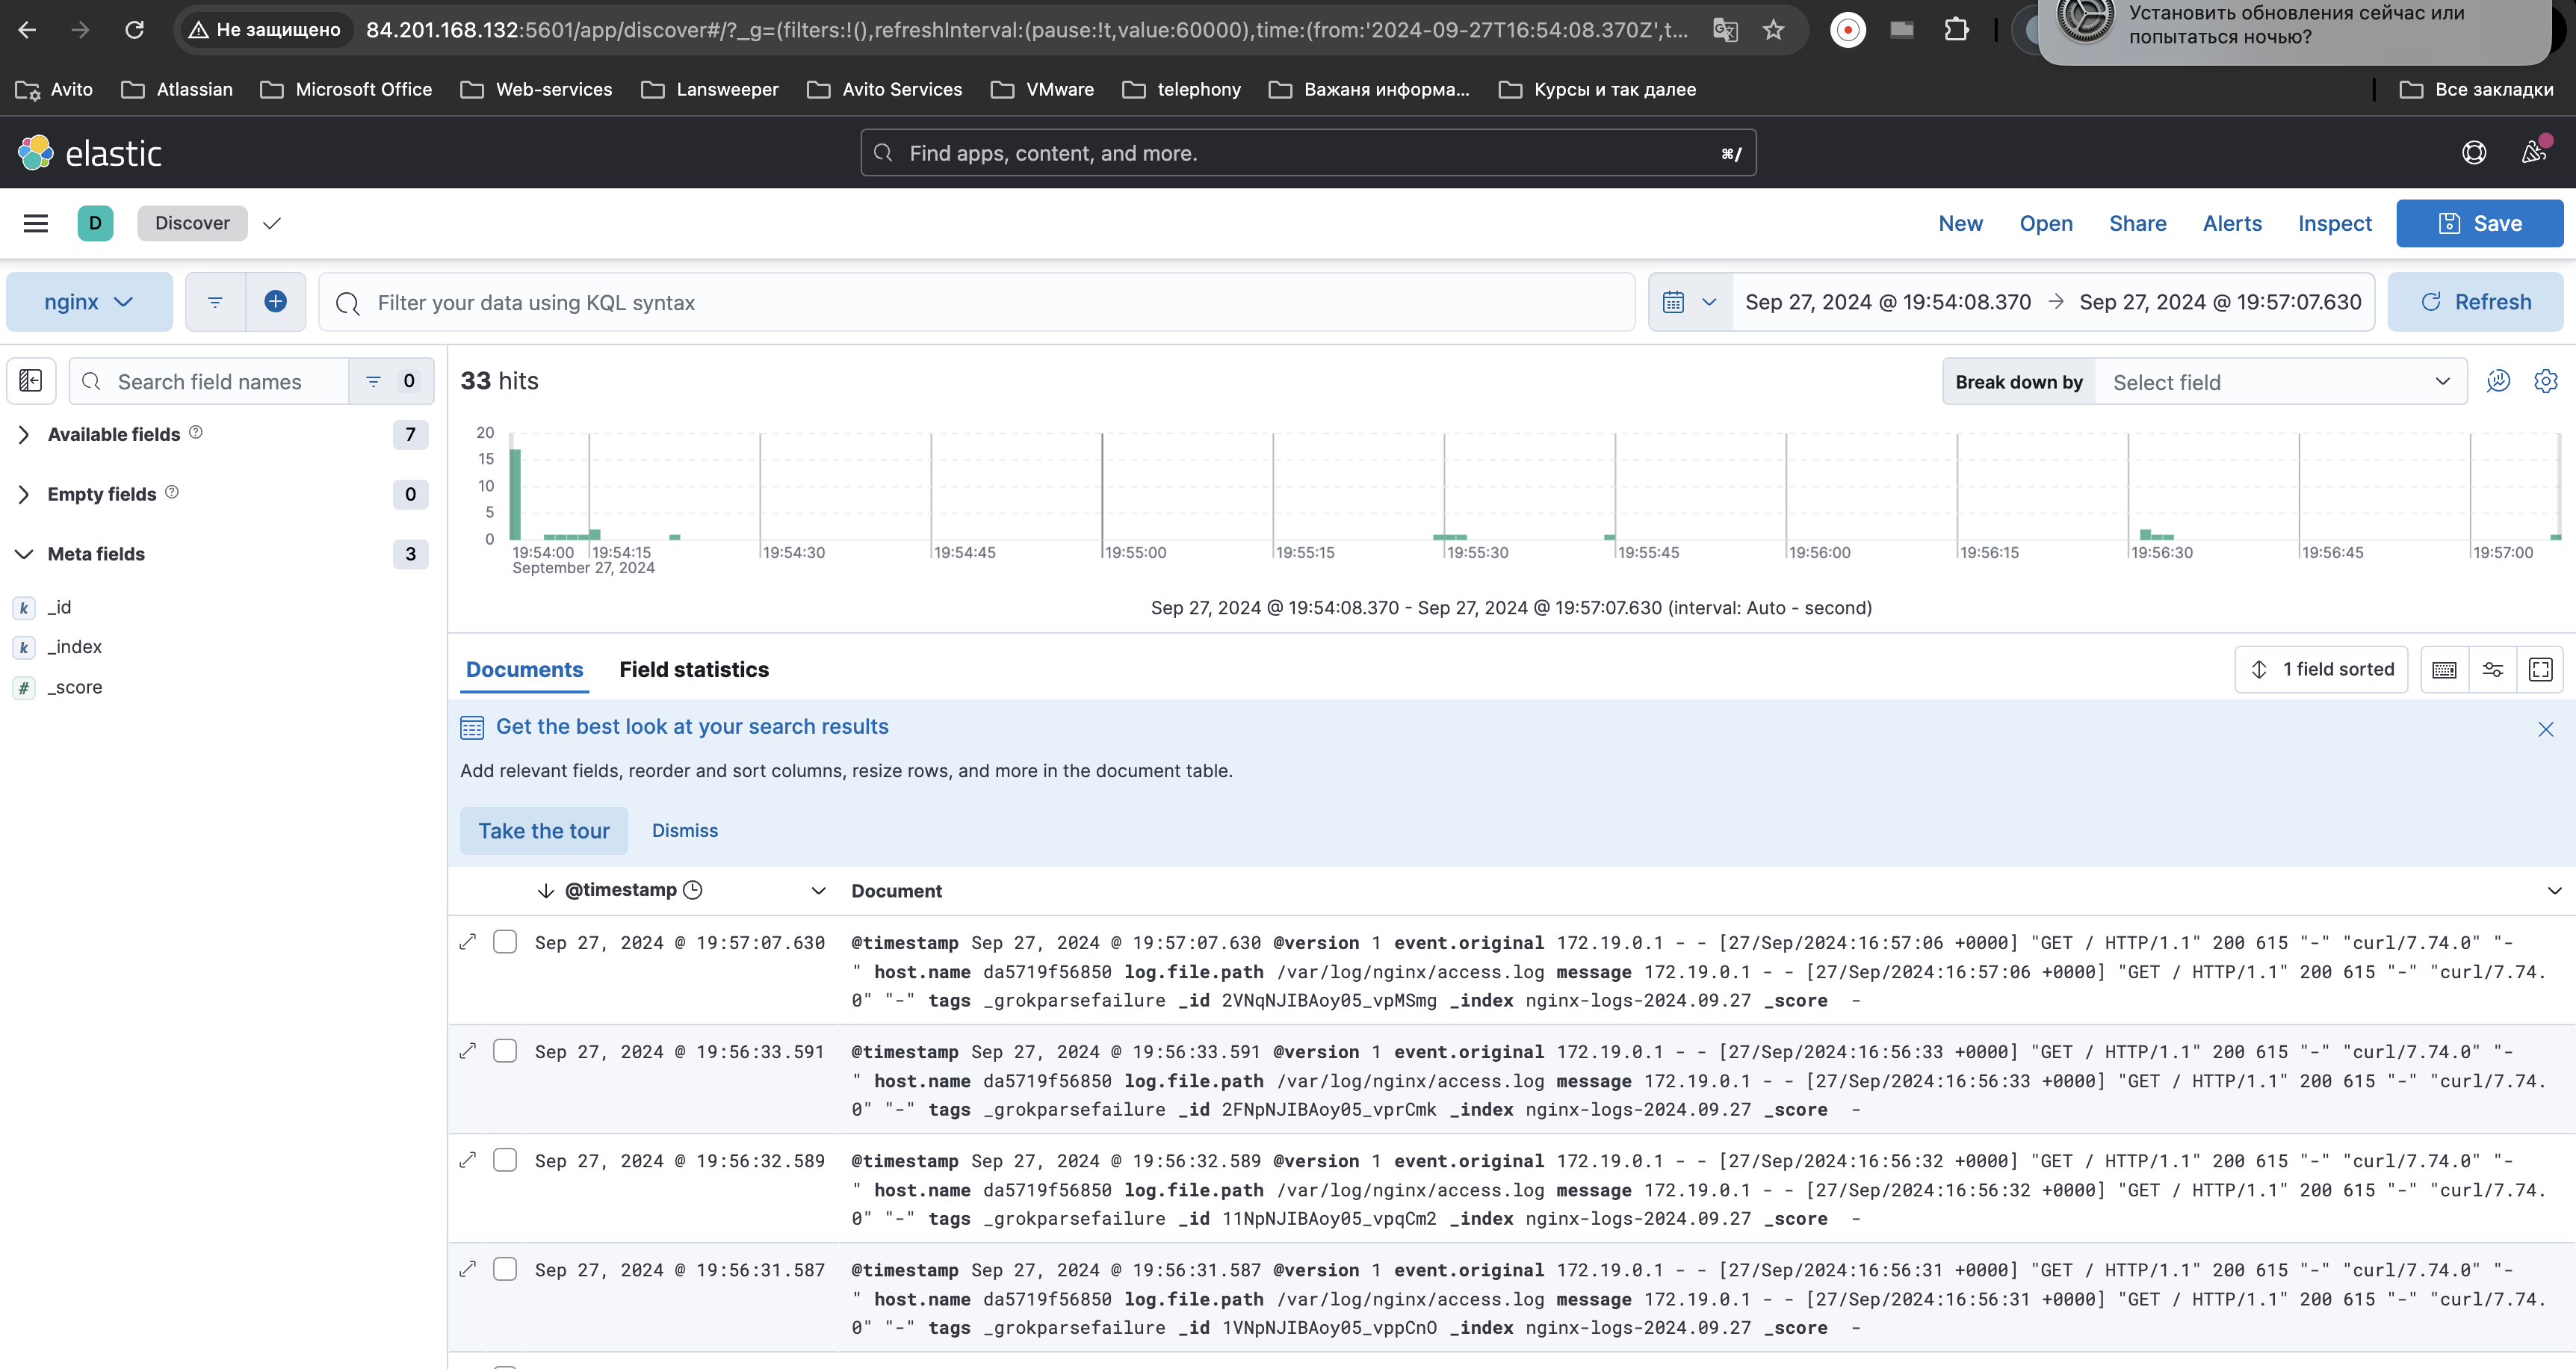 Не защищено
84.201.168.132:5601/app/discover#/?_g=(filters:!(),refreshInterval:(pause:!t,value:60000),time:(from:'2024-09-27T16:54:08.370Z',t...
Установить обновления сейчас или
попытаться ночью?
Avito
Atlassian
Microsoft Office
Web-services
Lansweeper
Avito Services
VMware
telephony
Важаня информа...
Курсы и так далее
Все закладки
elastic
Find apps, content, and more.
⌘/
D
Discover
New
Open
Share
Alerts
Inspect
Save
nginx
Filter your data using KQL syntax
Sep 27, 2024 @ 19:54:08.370 → Sep 27, 2024 @ 19:57:07.630
Refresh
Search field names
0
33 hits
Break down by
Select field
Available fields
7
Empty fields
0
Meta fields
3
k _id
k _index
# _score
20
15
10
5
0
19:54:00
19:54:15
19:54:30
19:54:45
19:55:00
19:55:15
19:55:30
19:55:45
19:56:00
19:56:15
19:56:30
19:56:45
19:57:00
September 27, 2024
Sep 27, 2024 @ 19:54:08.370 - Sep 27, 2024 @ 19:57:07.630 (interval: Auto - second)
Documents
Field statistics
1 field sorted
Get the best look at your search results
Add relevant fields, reorder and sort columns, resize rows, and more in the document table.
Take the tour
Dismiss
@timestamp
Document
Sep 27, 2024 @ 19:57:07.630
@timestamp Sep 27, 2024 @ 19:57:07.630 @version 1 event.original 172.19.0.1 - - [27/Sep/2024:16:57:06 +0000] "GET / HTTP/1.1" 200 615 "-" "curl/7.74.0" "-
" host.name da5719f56850 log.file.path /var/log/nginx/access.log message 172.19.0.1 - - [27/Sep/2024:16:57:06 +0000] "GET / HTTP/1.1" 200 615 "-" "curl/7.74.
0" "-" tags _grokparsefailure _id 2VNqNJIBAoy05_vpMSmg _index nginx-logs-2024.09.27 _score -
Sep 27, 2024 @ 19:56:33.591
@timestamp Sep 27, 2024 @ 19:56:33.591 @version 1 event.original 172.19.0.1 - - [27/Sep/2024:16:56:33 +0000] "GET / HTTP/1.1" 200 615 "-" "curl/7.74.0" "-
" host.name da5719f56850 log.file.path /var/log/nginx/access.log message 172.19.0.1 - - [27/Sep/2024:16:56:33 +0000] "GET / HTTP/1.1" 200 615 "-" "curl/7.74.
0" "-" tags _grokparsefailure _id 2FNpNJIBAoy05_vprCmk _index nginx-logs-2024.09.27 _score -
Sep 27, 2024 @ 19:56:32.589
@timestamp Sep 27, 2024 @ 19:56:32.589 @version 1 event.original 172.19.0.1 - - [27/Sep/2024:16:56:32 +0000] "GET / HTTP/1.1" 200 615 "-" "curl/7.74.0" "-
" host.name da5719f56850 log.file.path /var/log/nginx/access.log message 172.19.0.1 - - [27/Sep/2024:16:56:32 +0000] "GET / HTTP/1.1" 200 615 "-" "curl/7.74.
0" "-" tags _grokparsefailure _id 11NpNJIBAoy05_vpqCm2 _index nginx-logs-2024.09.27 _score -
Sep 27, 2024 @ 19:56:31.587
@timestamp Sep 27, 2024 @ 19:56:31.587 @version 1 event.original 172.19.0.1 - - [27/Sep/2024:16:56:31 +0000] "GET / HTTP/1.1" 200 615 "-" "curl/7.74.0" "-
" host.name da5719f56850 log.file.path /var/log/nginx/access.log message 172.19.0.1 - - [27/Sep/2024:16:56:31 +0000] "GET / HTTP/1.1" 200 615 "-" "curl/7.74.
0" "-" tags _grokparsefailure _id 1VNpNJIBAoy05_vppCnO _index nginx-logs-2024.09.27 _score -